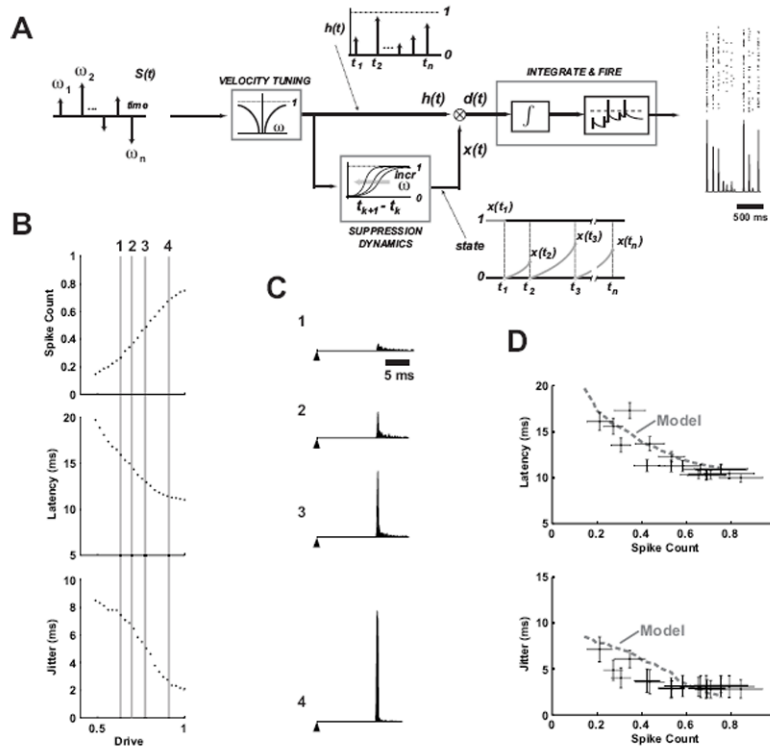 A
ω1
ω2
...
S(t)
time
ωn
VELOCITY TUNING
1
ω
h(t)
1
0
t1
t2
...
tn
h(t)
d(t)
x(t)
INTEGRATE & FIRE
∫
500 ms
incr
ω
1
0
tk+1 - tk
SUPPRESSION
DYNAMICS
state
1
0
x(t1)
x(t2)
x(t3)
x(tn)
t1
t2
t3
tn
B
1 2 3 4
Spike Count
1
0.8
0.6
0.4
0.2
0
Latency (ms)
20
15
10
5
Jitter (ms)
10
8
6
4
2
0
0.5
1
Drive
C
1
5 ms
2
3
4
D
Latency (ms)
20
15
10
5
Model
0
0.2
0.4
0.6
0.8
Spike Count
Jitter (ms)
15
10
5
0
Model
0
0.2
0.4
0.6
0.8
Spike Count